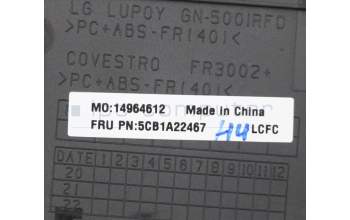 LG LUPOY GN-5001RFD
>PC+ABS-FR(40)<
COVESTRO FR3002+
>PC+ABS-FR(40)<
MO:14964612 Made in China
FRU PN:5CB1A22467 44 LCFC
DATE 1 2 3 4 5 6 7 8 9 10 11 12
20
21
22